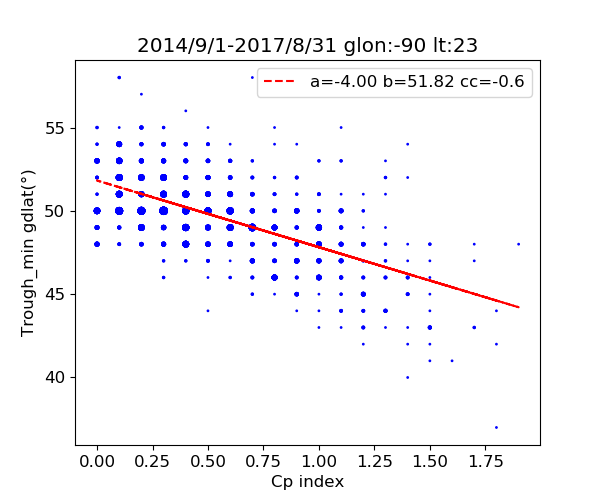 2014/9/1-2017/8/31 glon:-90 lt:23
a=-4.00 b=51.82 cc=-0.6
Trough_min gdlat(°)
55
50
45
40
0.00 0.25 0.50 0.75 1.00 1.25 1.50 1.75
Cp index